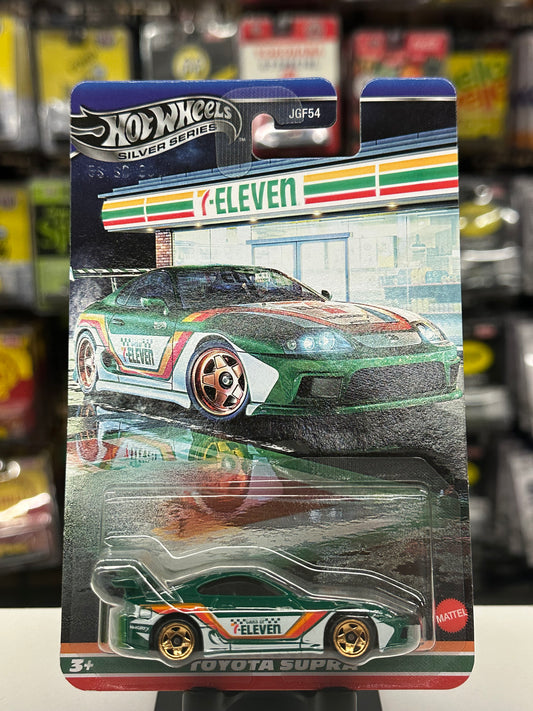 HOT WHEELS
SILVER SERIES
JGF54
7-ELEVEN
7-ELEVEN
7-ELEVEN
MATTEL
3+
TOYOTA SUPRA